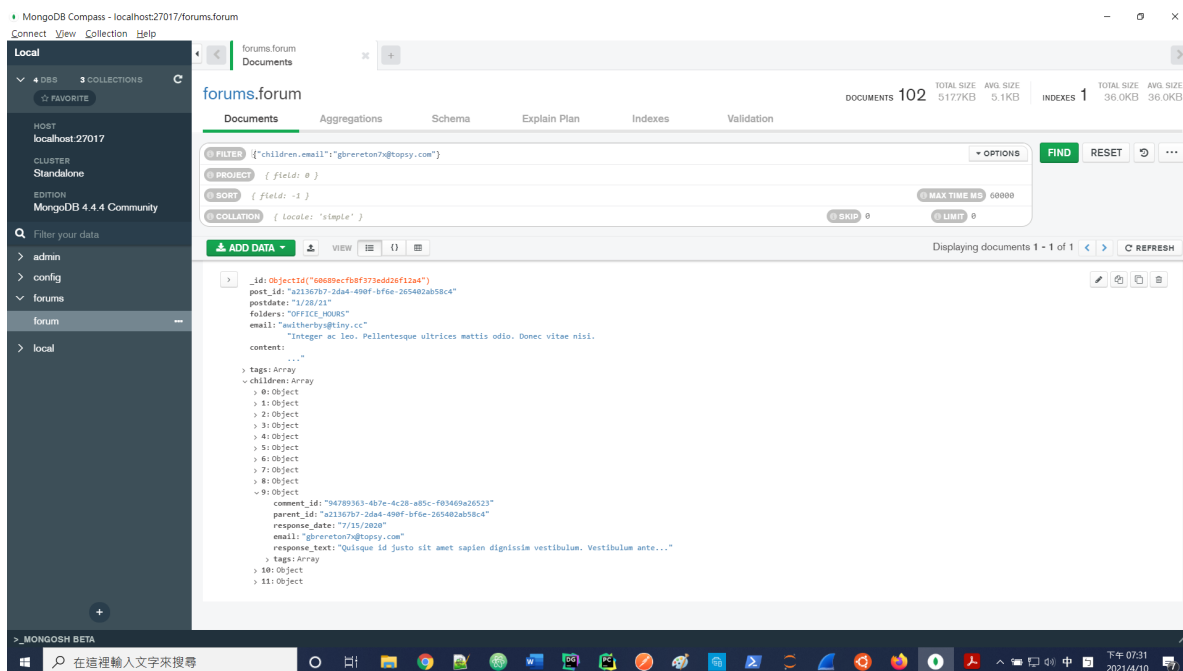 MongoDB Compass - localhost:27017/forums.forum
Connect View Collection Help
Local
4 DBS 3 COLLECTIONS
☆ FAVORITE
HOST
localhost:27017
CLUSTER
Standalone
EDITION
MongoDB 4.4.4 Community
Filter your data
admin
config
forums
forum
local
>_MONGOSH BETA
forums.forum
Documents
forums.forum
DOCUMENTS 102 TOTAL SIZE 517.7KB AVG. SIZE 5.1KB INDEXES 1 TOTAL SIZE 36.0KB AVG. SIZE 36.0KB
Documents Aggregations Schema Explain Plan Indexes Validation
FILTER {"children.email":"gbrereton7x@topsy.com"} OPTIONS FIND RESET ...
PROJECT { field: 0 }
SORT { field: -1 } MAX TIME MS 60000
COLLATION { locale: 'simple' } SKIP 0 LIMIT 0
ADD DATA VIEW {} Displaying documents 1 - 1 of 1 < > REFRESH
_id: ObjectId("60689ecfb8f373edd26f12a4")
post_id: "a21367b7-2da4-490f-bf6e-265402ab58c4"
postdate: "1/28/21"
folders: "OFFICE_HOURS"
email: "awitherbys@tiny.cc"
"Integer ac leo. Pellentesque ultrices mattis odio. Donec vitae nisi.
content:
..."
tags: Array
children: Array
0: Object
1: Object
2: Object
3: Object
4: Object
5: Object
6: Object
7: Object
8: Object
9: Object
comment_id: "94789363-4b7e-4c28-a85c-f03469a26523"
parent_id: "a21367b7-2da4-490f-bf6e-265402ab58c4"
response_date: "7/15/2020"
email: "gbrereton7x@topsy.com"
response_text: "Quisque id justo sit amet sapien dignissim vestibulum. Vestibulum ante..."
tags: Array
10: Object
11: Object
在這裡輸入文字來搜尋
中
下午 07:31
2021/4/10